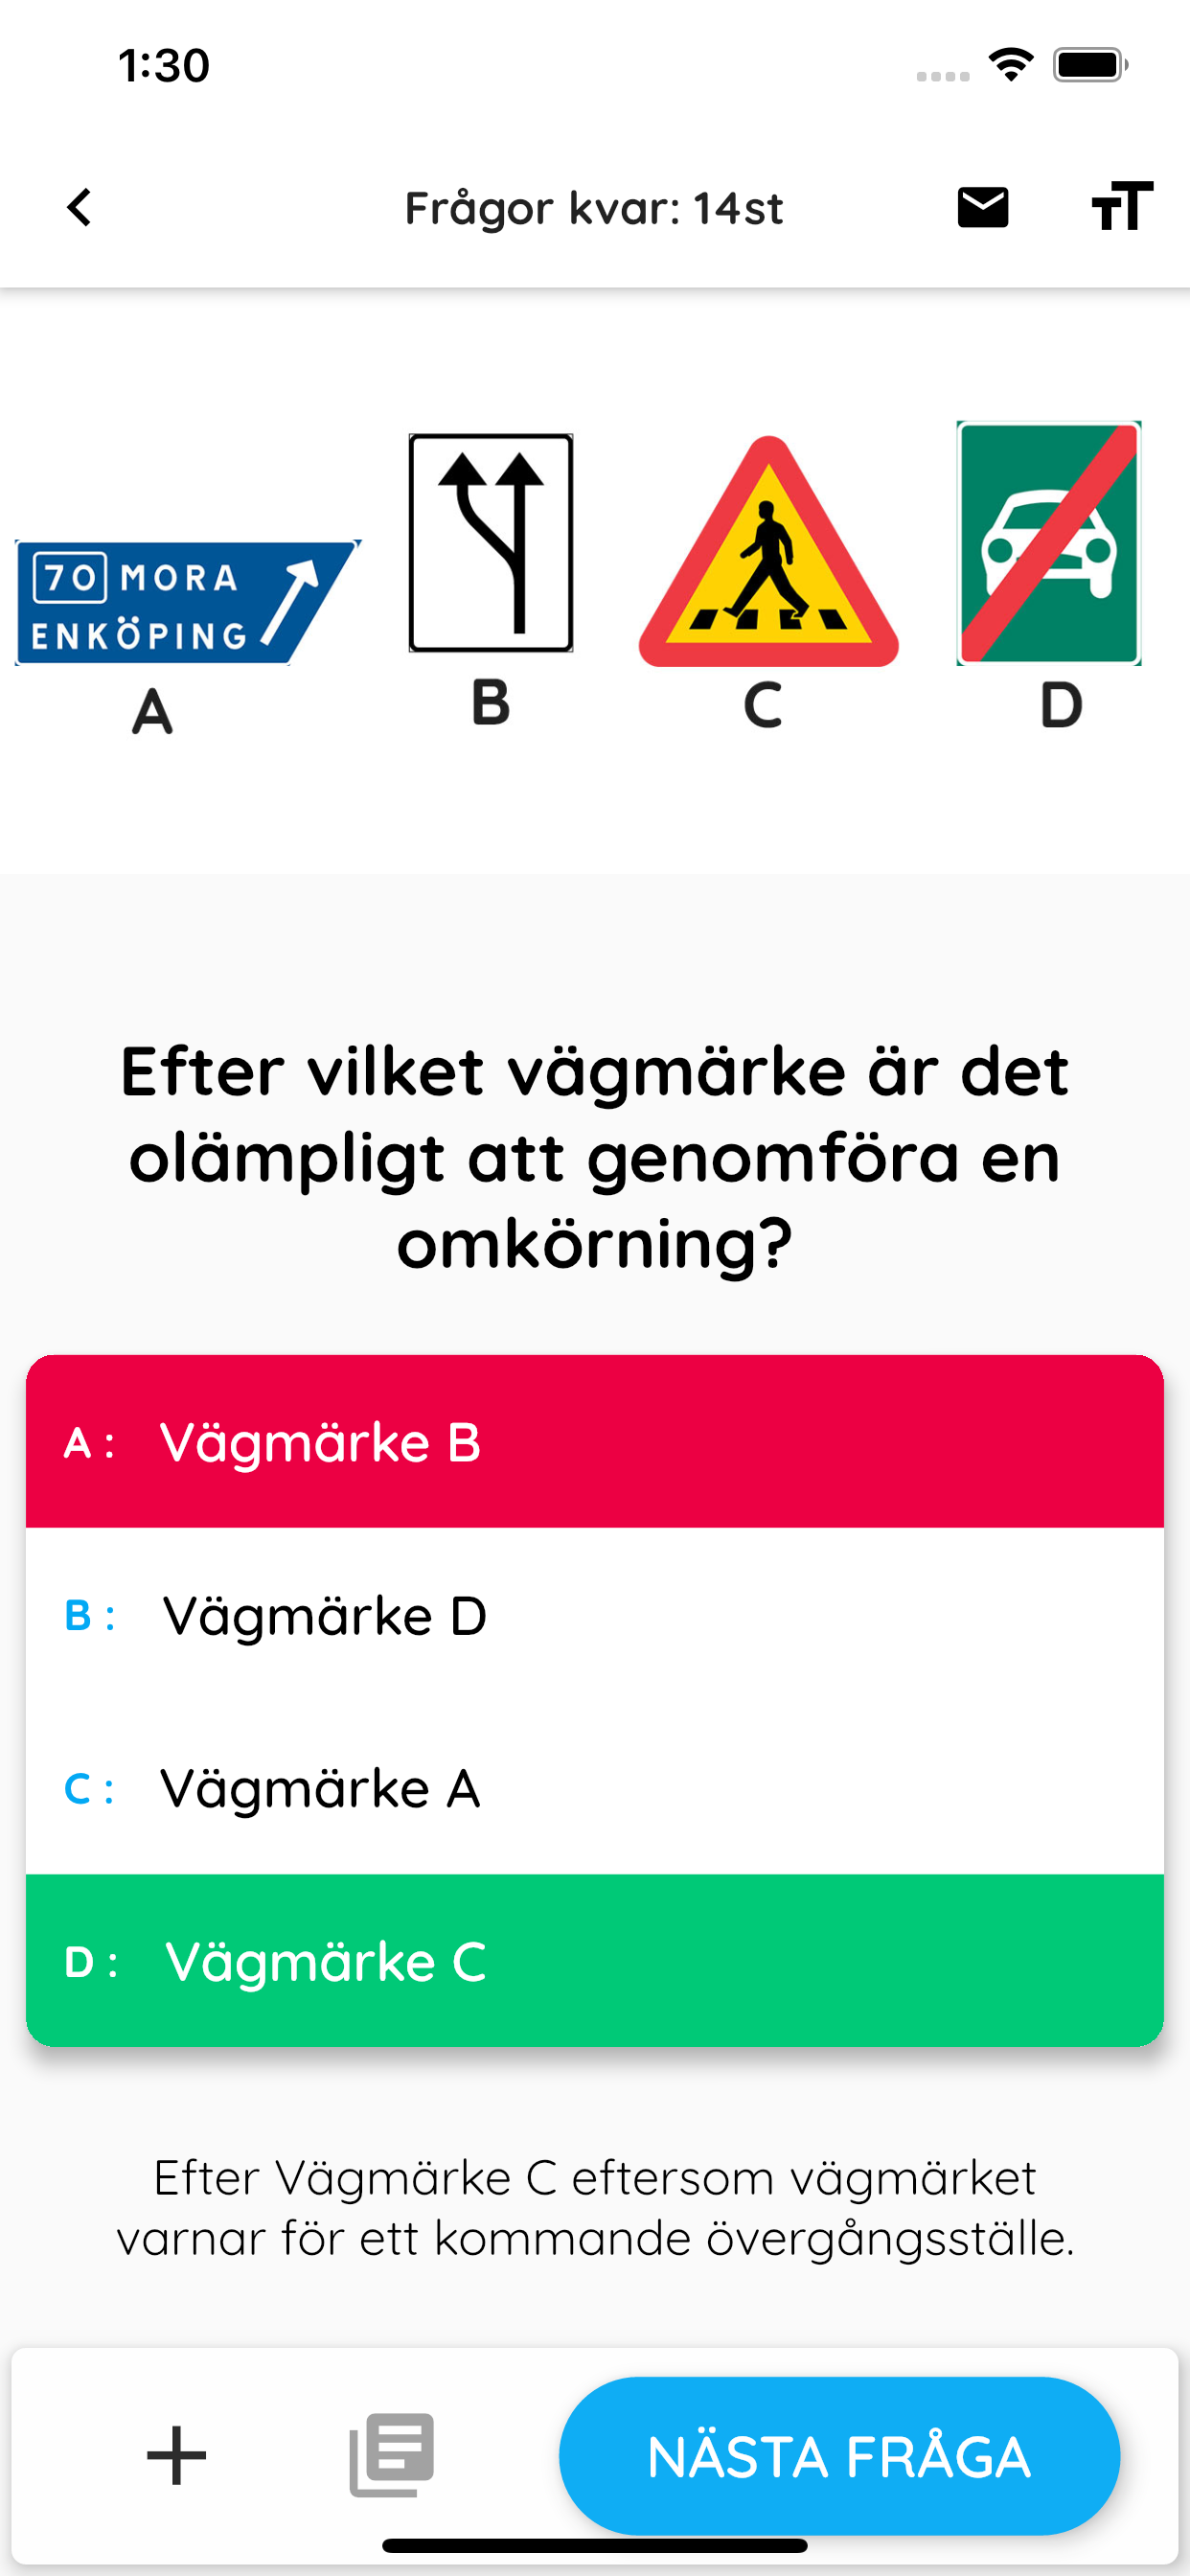 1:30
Frågor kvar: 14st
70 MORA
ENKÖPING
A
B
C
D
Efter vilket vägmärke är det
olämpligt att genomföra en
omkörning?
A : Vägmärke B
B : Vägmärke D
C : Vägmärke A
D : Vägmärke C
Efter Vägmärke C eftersom vägmärket
varnar för ett kommande övergångsställe.
NÄSTA FRÅGA